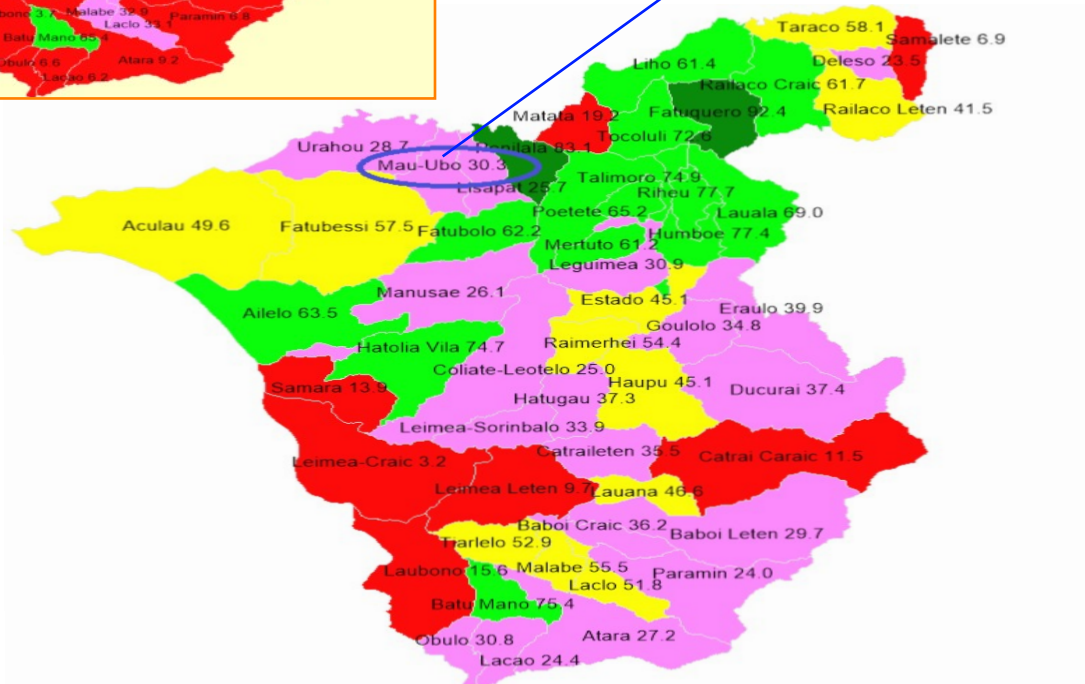 Malabe 32.9
Paramin 6.8
Laclo 33.1
Batu Mano 65.4
Atara 9.2
6.6
Lacao 6.2
Taraco 58.1
Samalete 6.9
Deleso 23.5
Liho 61.4
Railaco Craic 61.7
Railaco Leten 41.5
Fatuquero 92.4
Matata 19.2
Tocoluli 72.6
Urahou 28.7
83.1
Mau-Ubo 30.3
Lisapat 25.7
Talimoro 74.9
Riheu 77.7
Poetete 65.2
Lauala 69.0
Aculau 49.6
Fatubessi 57.5
Fatubolo 62.2
Humboe 77.4
Mertuto 61.2
Leguimea 30.9
Manusae 26.1
Estado 45.1
Eraulo 39.9
Ailelo 63.5
Goulolo 34.8
Raimerhei 54.4
Hatolia Vila 74.7
Coliate-Leotelo 25.0
Haupu 45.1
Samara 13.9
Ducurai 37.4
Hatugau 37.3
Leimea-Sorinbalo 33.9
Catraileten 35.5
Catrai Caraic 11.5
Leimea-Craic 3.2
Leimea Leten 9.7
Lauana 46.6
Baboi Craic 36.2
Baboi Leten 29.7
Tiarlelo 52.9
Laubono 15.6
Malabe 55.5
Paramin 24.0
Laclo 51.8
Batu Mano 75.4
Obulo 30.8
Atara 27.2
Lacao 24.4